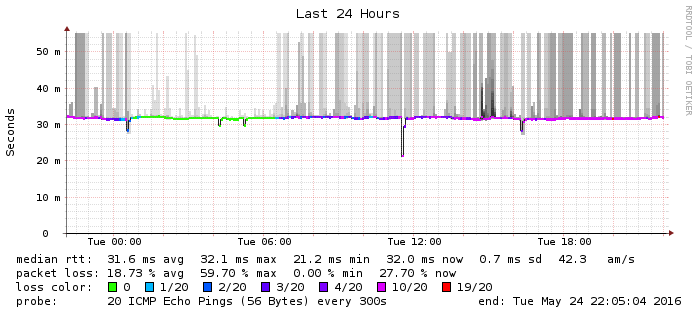 Last 24 Hours
RRDTOOL / TOBI OETIKER
Seconds
50 m
40 m
30 m
20 m
10 m
0
Tue 00:00 Tue 06:00 Tue 12:00 Tue 18:00
median rtt: 31.6 ms avg 32.1 ms max 21.2 ms min 32.0 ms now 0.7 ms sd 42.3 am/s
packet loss: 18.73 % avg 59.70 % max 0.00 % min 27.70 % now
loss color: 0 1/20 2/20 3/20 4/20 10/20 19/20
probe: 20 ICMP Echo Pings (56 Bytes) every 300s end: Tue May 24 22:05:04 2016